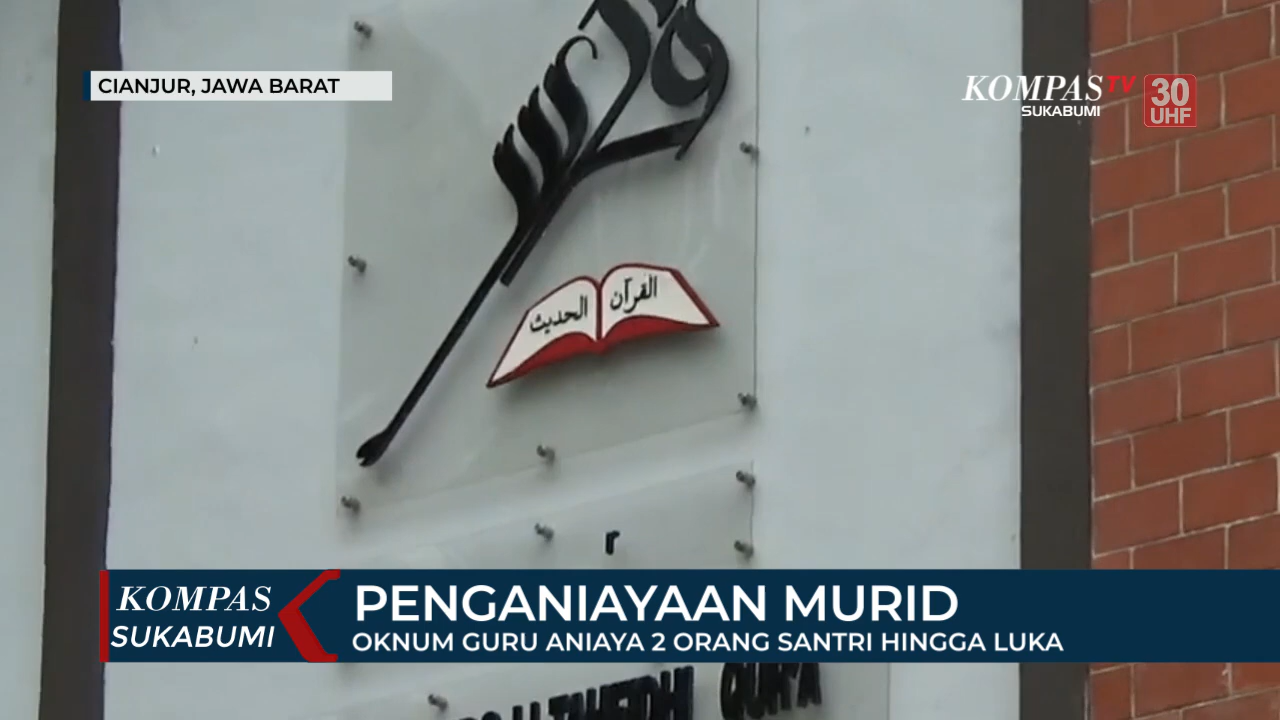 CIANJUR, JAWA BARAT
KOMPASTV
SUKABUMI
30
UHF
القرآن
الحديث
r
KOMPAS
SUKABUMI
PENGANIAYAAN MURID
OKNUM GURU ANIAYA 2 ORANG SANTRI HINGGA LUKA